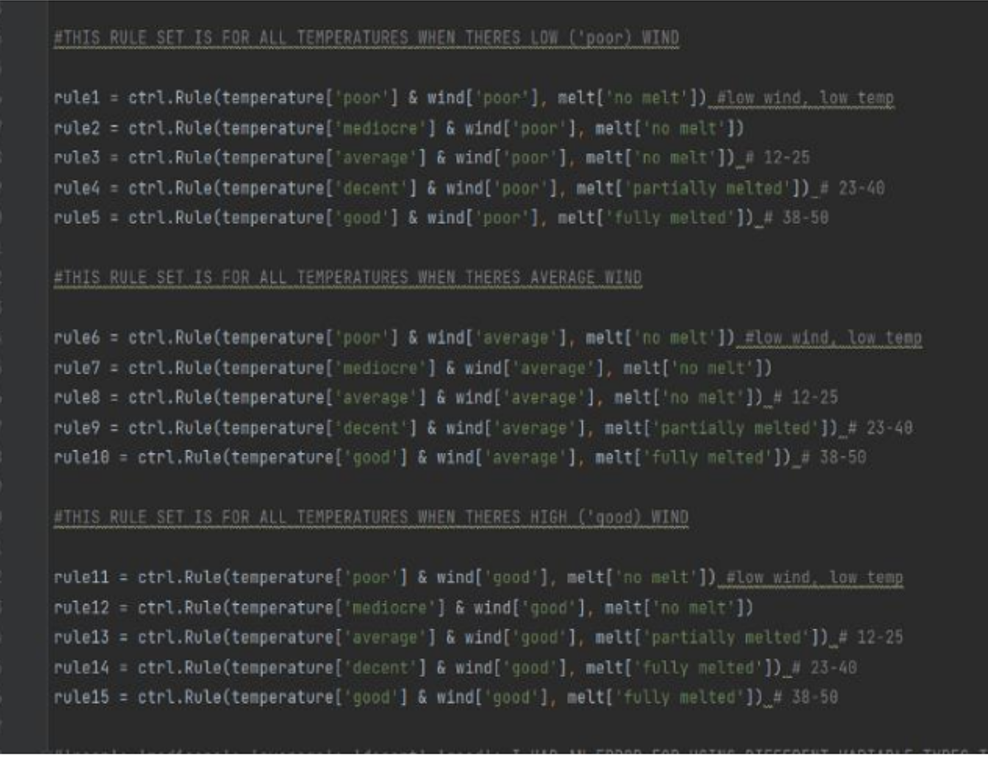 #THIS RULE SET IS FOR ALL TEMPERATURES WHEN THERES LOW ('poor) WIND
rule1 = ctrl.Rule(temperature['poor'] & wind['poor'], melt['no melt']) #low wind, low temp
rule2 = ctrl.Rule(temperature['mediocre'] & wind['poor'], melt['no melt'])
rule3 = ctrl.Rule(temperature['average'] & wind['poor'], melt['no melt']) # 12-25
rule4 = ctrl.Rule(temperature['decent'] & wind['poor'], melt['partially melted']) # 23-40
rule5 = ctrl.Rule(temperature['good'] & wind['poor'], melt['fully melted']) # 38-50
#THIS RULE SET IS FOR ALL TEMPERATURES WHEN THERES AVERAGE WIND
rule6 = ctrl.Rule(temperature['poor'] & wind['average'], melt['no melt']) #low wind, low temp
rule7 = ctrl.Rule(temperature['mediocre'] & wind['average'], melt['no melt'])
rule8 = ctrl.Rule(temperature['average'] & wind['average'], melt['no melt']) # 12-25
rule9 = ctrl.Rule(temperature['decent'] & wind['average'], melt['partially melted']) # 23-40
rule10 = ctrl.Rule(temperature['good'] & wind['average'], melt['fully melted']) # 38-50
#THIS RULE SET IS FOR ALL TEMPERATURES WHEN THERES HIGH ('good) WIND
rule11 = ctrl.Rule(temperature['poor'] & wind['good'], melt['no melt']) #low wind, low temp
rule12 = ctrl.Rule(temperature['mediocre'] & wind['good'], melt['no melt'])
rule13 = ctrl.Rule(temperature['average'] & wind['good'], melt['partially melted']) # 12-25
rule14 = ctrl.Rule(temperature['decent'] & wind['good'], melt['fully melted']) # 23-40
rule15 = ctrl.Rule(temperature['good'] & wind['good'], melt['fully melted']) # 38-50